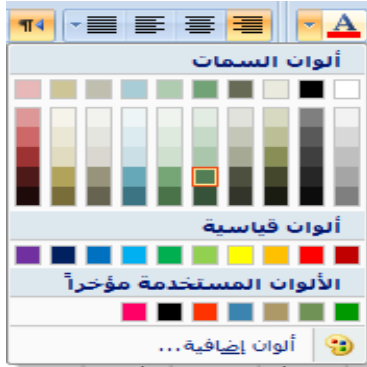 A
ألوان السمات
ألوان قياسية
الألوان المستخدمة مؤخراً
ألوان إضافية...